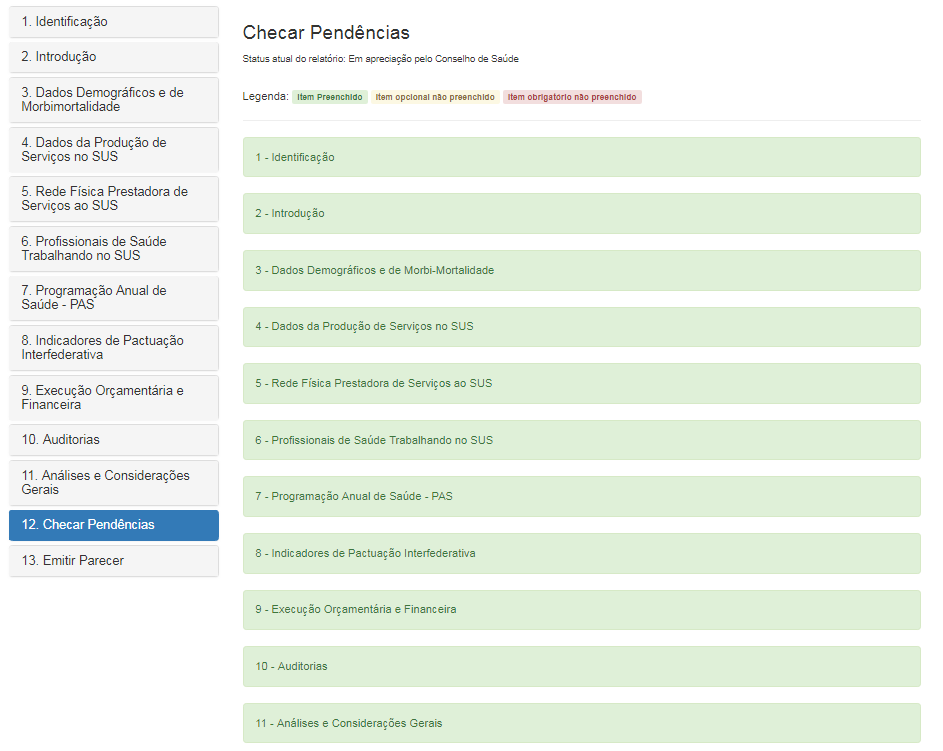 1. Identificação
2. Introdução
3. Dados Demográficos e de
Morbimortalidade
4. Dados da Produção de
Serviços no SUS
5. Rede Física Prestadora de
Serviços ao SUS
6. Profissionais de Saúde
Trabalhando no SUS
7. Programação Anual de
Saúde - PAS
8. Indicadores de Pactuação
Interfederativa
9. Execução Orçamentária e
Financeira
10. Auditorias
11. Análises e Considerações
Gerais
12. Checar Pendências
13. Emitir Parecer
Checar Pendências
Status atual do relatório: Em apreciação pelo Conselho de Saúde
Legenda: Item Preenchido Item opcional não preenchido Item obrigatório não preenchido
1 - Identificação
2 - Introdução
3 - Dados Demográficos e de Morbi-Mortalidade
4 - Dados da Produção de Serviços no SUS
5 - Rede Física Prestadora de Serviços ao SUS
6 - Profissionais de Saúde Trabalhando no SUS
7 - Programação Anual de Saúde - PAS
8 - Indicadores de Pactuação Interfederativa
9 - Execução Orçamentária e Financeira
10 - Auditorias
11 - Análises e Considerações Gerais